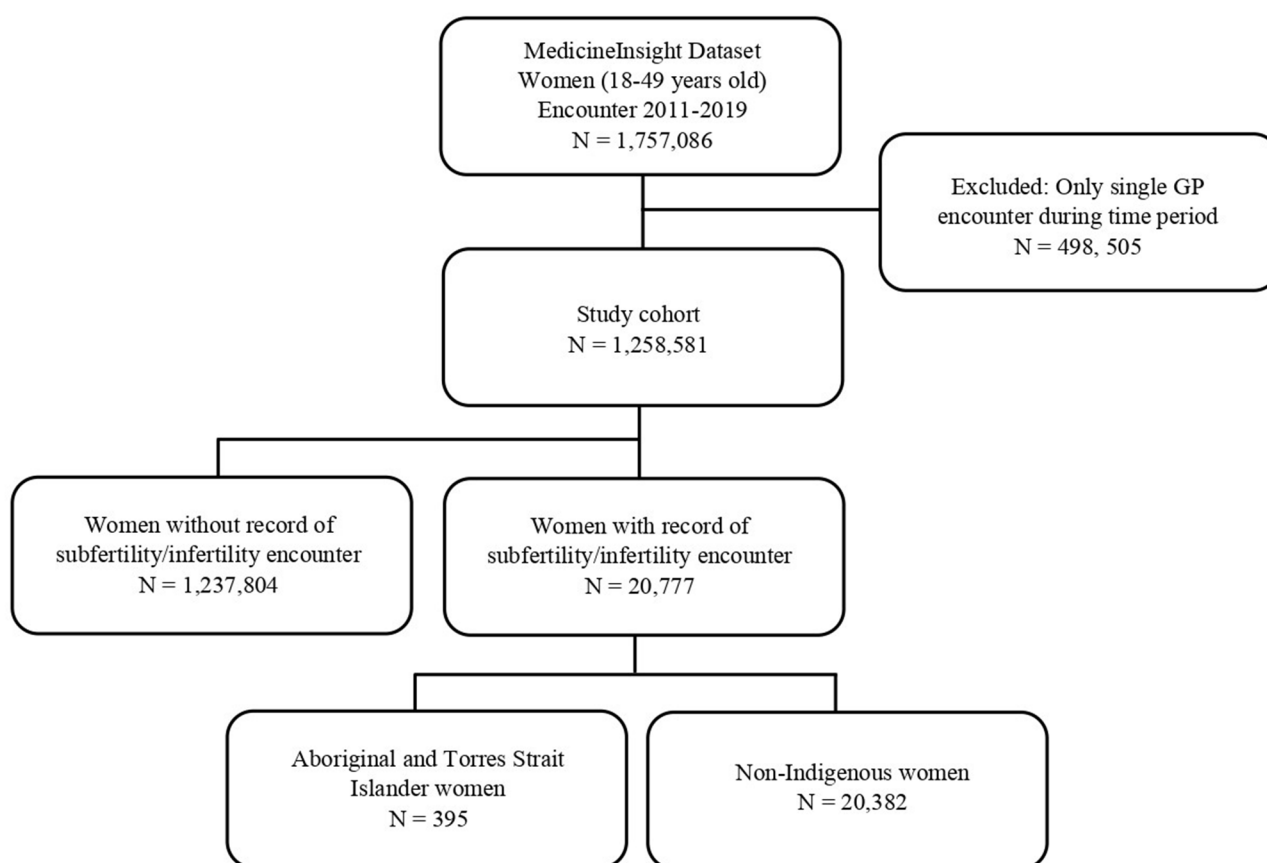 MedicineInsight Dataset
Women (18-49 years old)
Encounter 2011-2019
N = 1,757,086
Excluded: Only single GP
encounter during time period
N = 498, 505
Study cohort
N = 1,258,581
Women without record of
subfertility/infertility encounter
N = 1,237,804
Women with record of
subfertility/infertility encounter
N = 20,777
Aboriginal and Torres Strait
Islander women
N = 395
Non-Indigenous women
N = 20,382